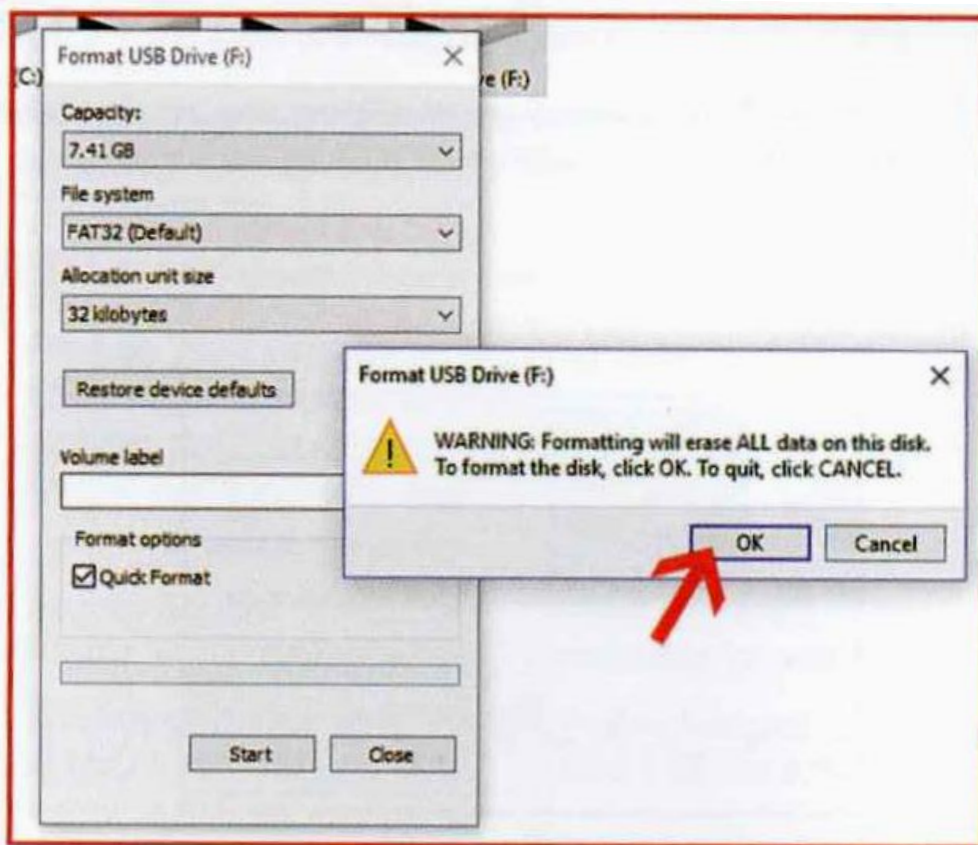 Format USB Drive (F:)
(C:)
ve (F:)
Capacity:
7.41 GB
File system
FAT32 (Default)
Allocation unit size
32 kilobytes
Restore device defaults
Volume label
Format options
Quick Format
Start
Close
Format USB Drive (F:)
WARNING: Formatting will erase ALL data on this disk.
To format the disk, click OK. To quit, click CANCEL.
OK
Cancel